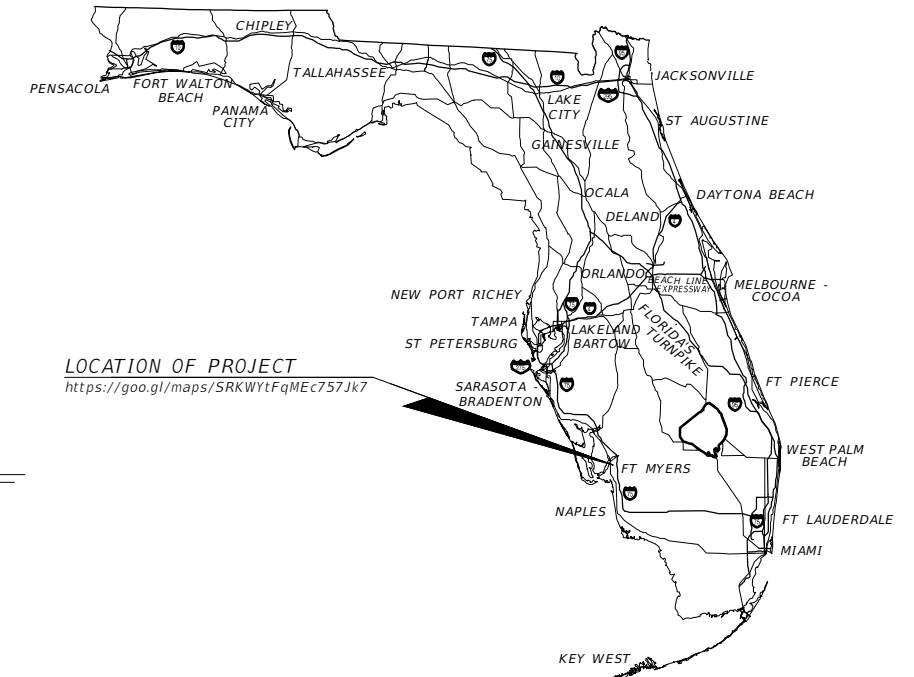 CHIPLEY
PENSACOLA
FORT WALTON
BEACH
TALLAHASSEE
PANAMA
CITY
JACKSONVILLE
LAKE
CITY
ST AUGUSTINE
GAINESVILLE
OCALA
DAYTONA BEACH
DELAND
ORLANDO
BEACH LINE
EXPRESSWAY
MELBOURNE -
COCOA
NEW PORT RICHEY
TAMPA
LAKELAND
ST PETERSBURG
BARTOW
FLORIDA'S
TURNPIKE
LOCATION OF PROJECT
https://goo.gl/maps/SRKWYtFqMEc757Jk7
SARASOTA -
BRADENTON
FT PIERCE
WEST PALM
BEACH
FT MYERS
NAPLES
FT LAUDERDALE
MIAMI
KEY WEST